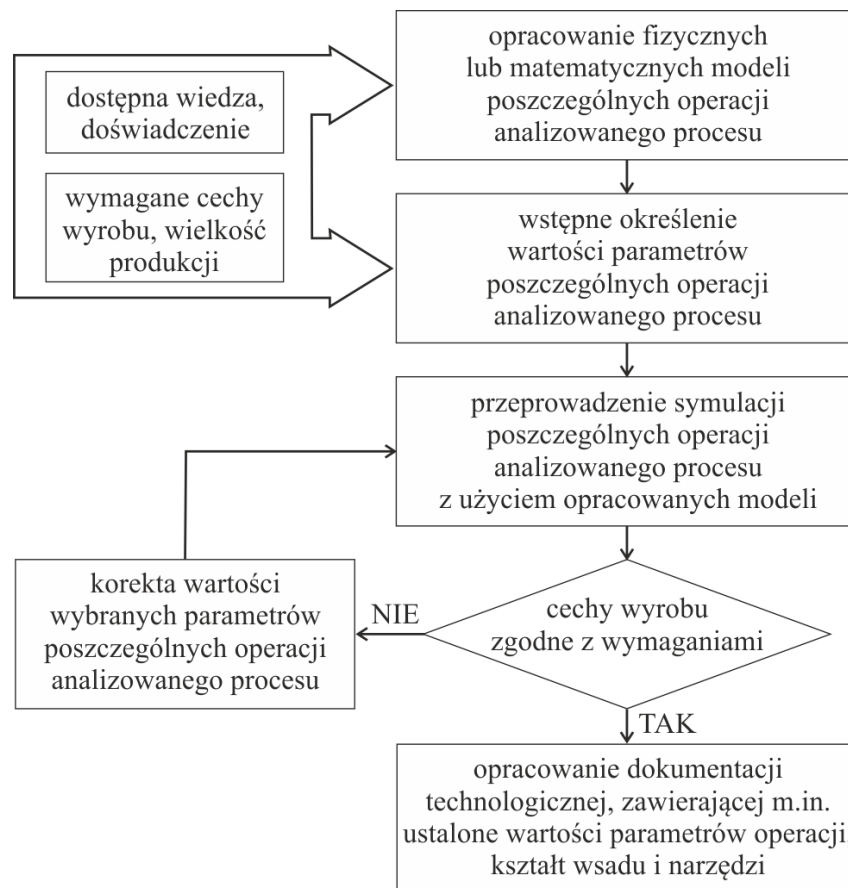 opracowanie fizycznych
lub matematycznych modeli
poszczególnych operacji
analizowanego procesu
dostępna wiedza,
doświadczenie
wymagane cechy
wyrobu, wielkość
produkcji
wstępne określenie
wartości parametrów
poszczególnych operacji
analizowanego procesu
przeprowadzenie symulacji
poszczególnych operacji
analizowanego procesu
z użyciem opracowanych modeli
korekta wartości
wybranych parametrów
poszczególnych operacji
analizowanego procesu
NIE
cechy wyrobu
zgodne z wymaganiami
TAK
opracowanie dokumentacji
technologicznej, zawierającej m.in.
ustalone wartości parametrów operacji.
kształt wsadu i narzędzi